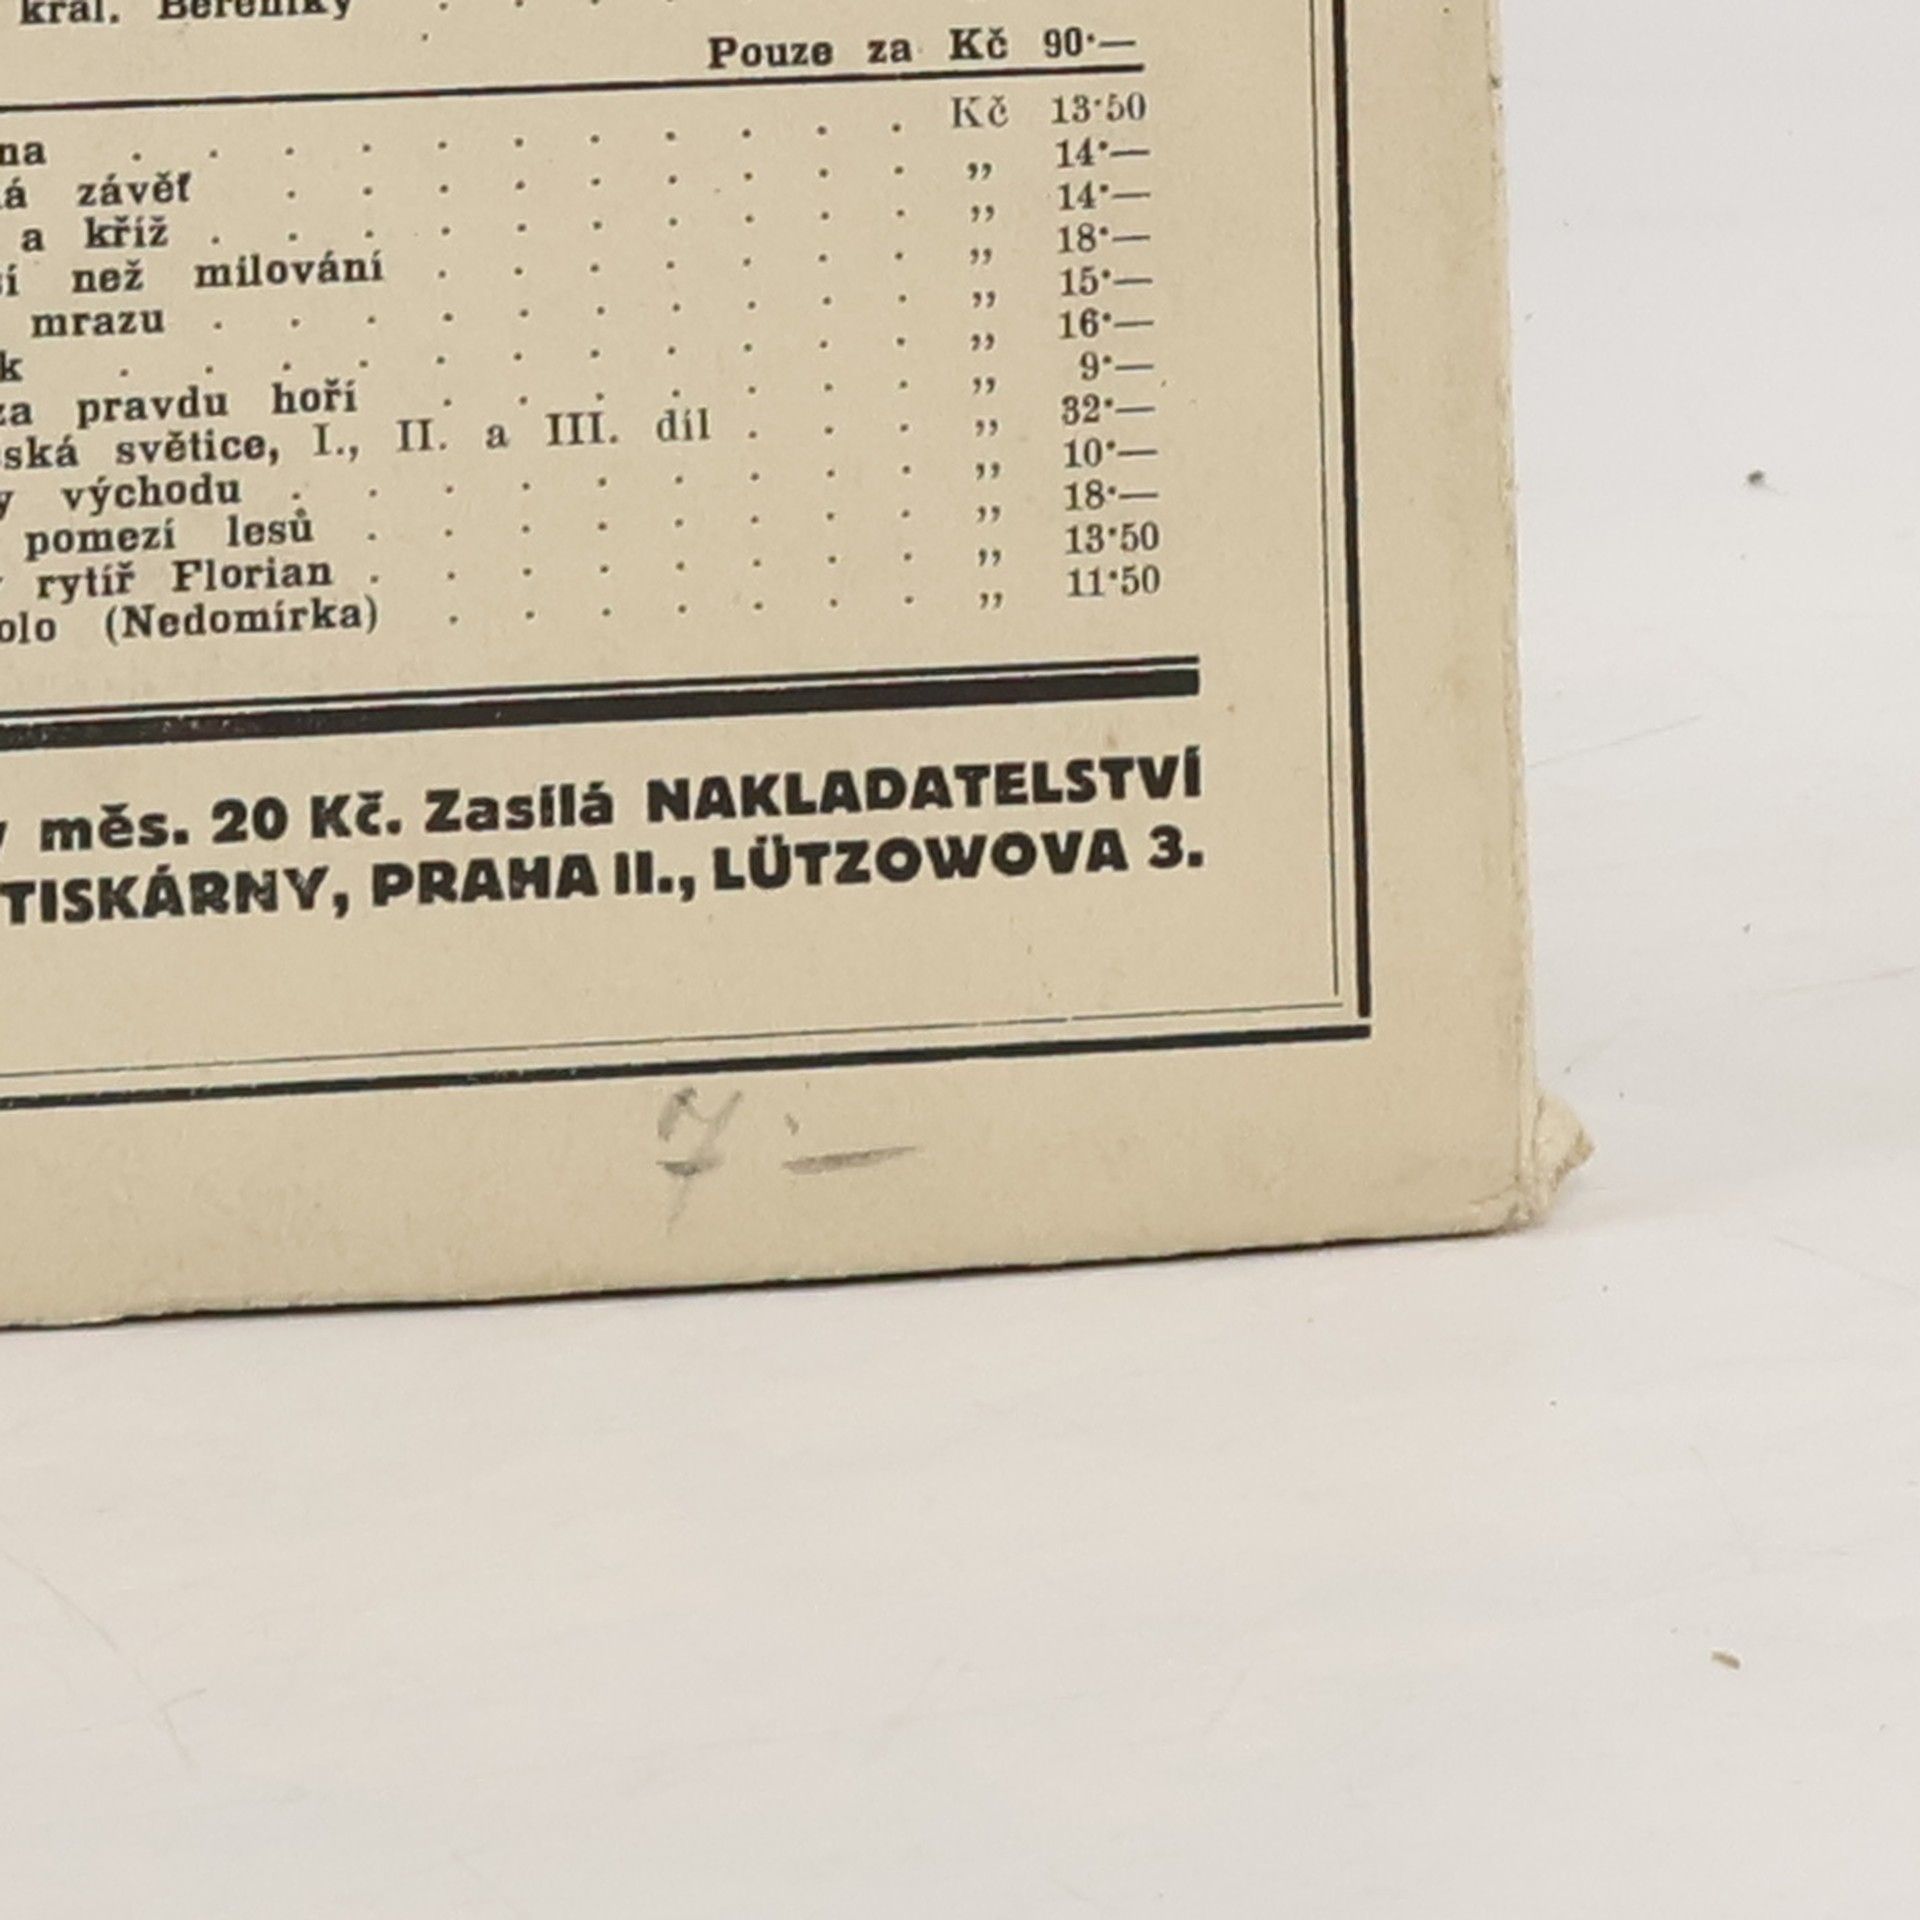 král. Bereniky . . . .
Pouze za Kč 90·—
na . . . . . . . . . . . Kč 13·50
á závěť . . . . . . . . . „ 14·—
a kříž . . . . . . . . . . „ 14·—
sí než milování . . . . . . . „ 18·—
mrazu . . . . . . . . . . „ 15·—
k . . . . . . . . . . . „ 16·—
za pravdu hoří . . . . . . . „ 9·—
ská světice, I., II. a III. díl . . . „ 32·—
y východu . . . . . . . . . „ 10·—
pomezí lesů . . . . . . . . „ 18·—
rytíř Florian . . . . . . . . „ 13·50
olo (Nedomírka) . . . . . . . „ 11·50
měs. 20 Kč. Zasílá NAKLADATELSTVÍ
TISKÁRNY, PRAHA II., LÜTZOWOVA 3.
7·—